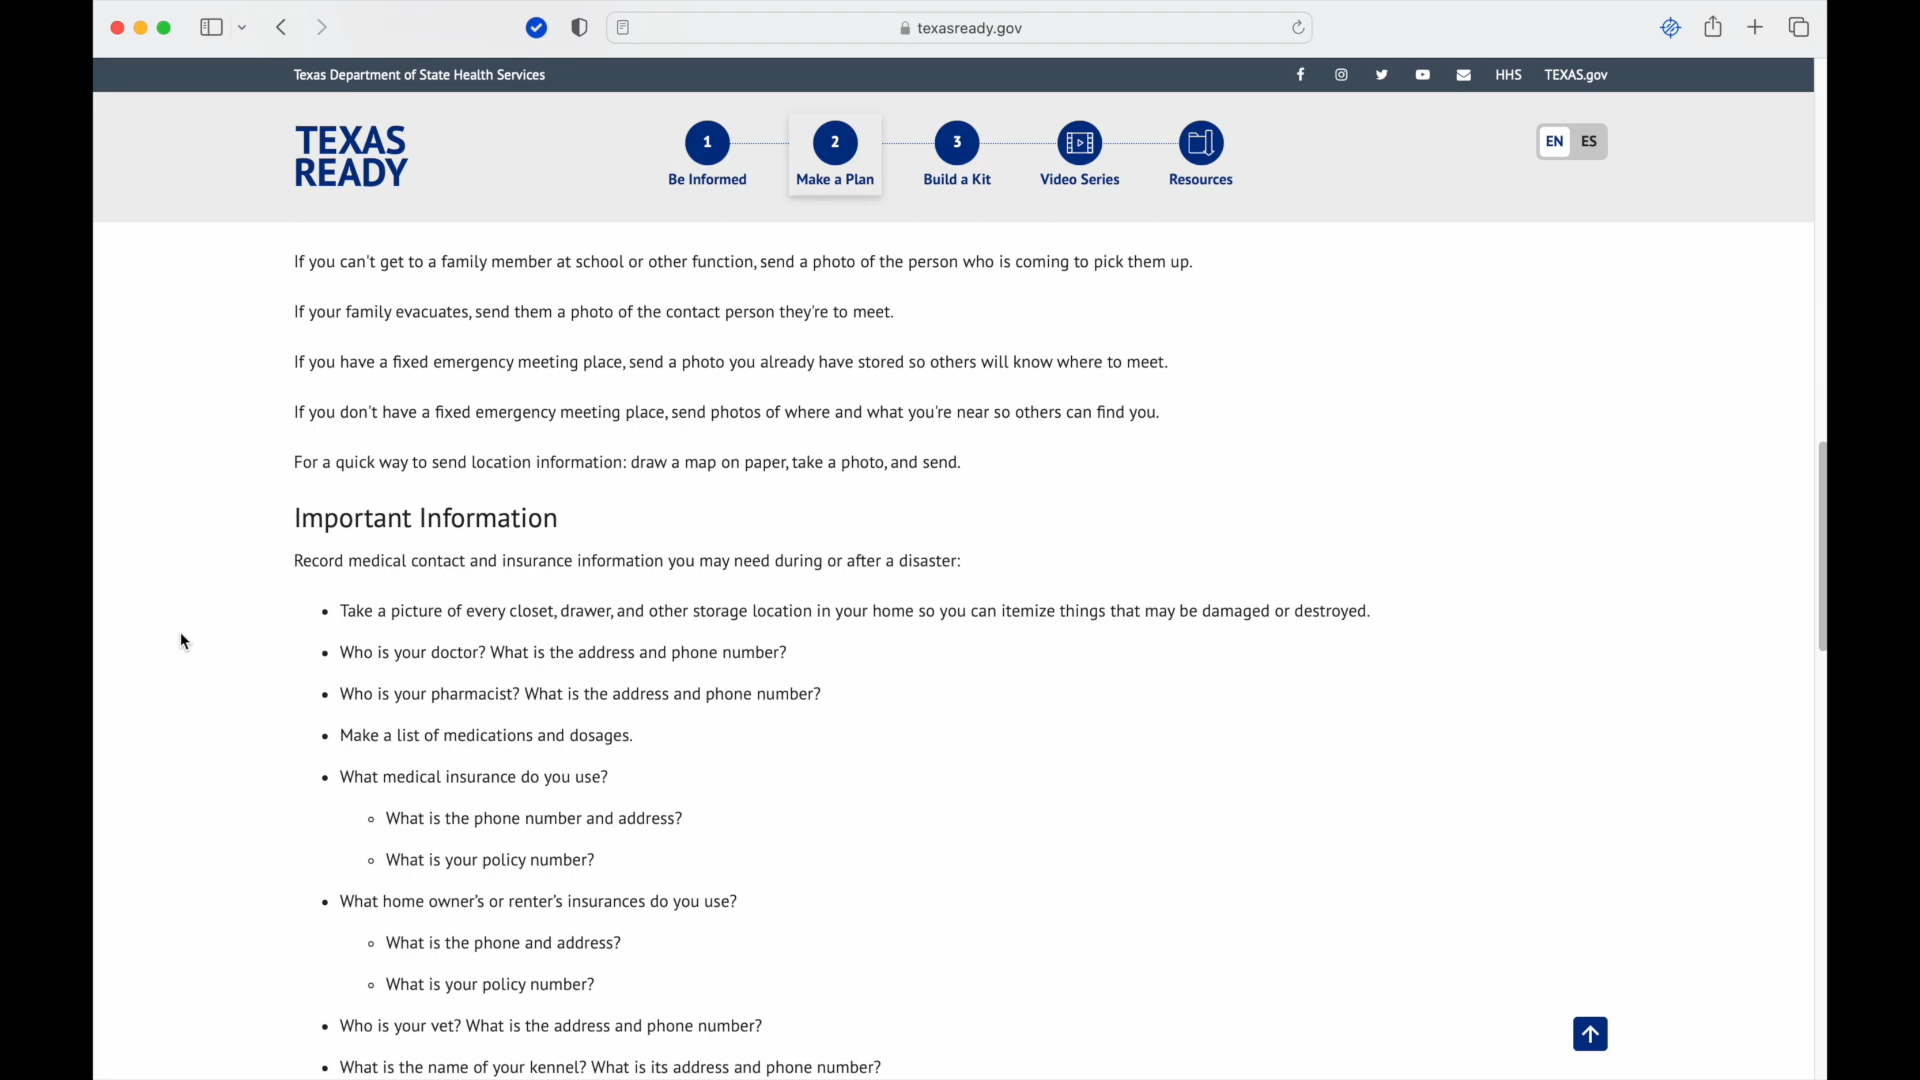 texasready.gov
Texas Department of State Health Services
HHS
TEXAS.gov
TEXAS
READY
1
2
3
Be Informed
Make a Plan
Build a Kit
Video Series
Resources
EN
ES
If you can't get to a family member at school or other function, send a photo of the person who is coming to pick them up.
If your family evacuates, send them a photo of the contact person they're to meet.
If you have a fixed emergency meeting place, send a photo you already have stored so others will know where to meet.
If you don't have a fixed emergency meeting place, send photos of where and what you're near so others can find you.
For a quick way to send location information: draw a map on paper, take a photo, and send.
Important Information
Record medical contact and insurance information you may need during or after a disaster:
• Take a picture of every closet, drawer, and other storage location in your home so you can itemize things that may be damaged or destroyed.
• Who is your doctor? What is the address and phone number?
• Who is your pharmacist? What is the address and phone number?
• Make a list of medications and dosages.
• What medical insurance do you use?
◦ What is the phone number and address?
◦ What is your policy number?
• What home owner’s or renter’s insurances do you use?
◦ What is the phone and address?
◦ What is your policy number?
• Who is your vet? What is the address and phone number?
• What is the name of your kennel? What is its address and phone number?